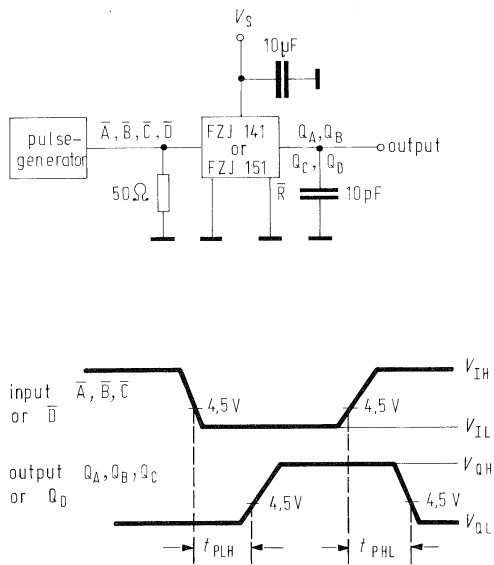 V_S
10μF
A̅, B̅, C̅, D̅
pulse-
generator
FZJ 141
or
FZJ 151
Q_A, Q_B
Q_C, Q_D
output
50Ω
R̅
10pF
input A̅, B̅, C̅
or D̅
4,5 V
4,5 V
V_IH
V_IL
output Q_A, Q_B, Q_C
or Q_D
4,5 V
4,5 V
V_QH
V_QL
t_PLH
t_PHL